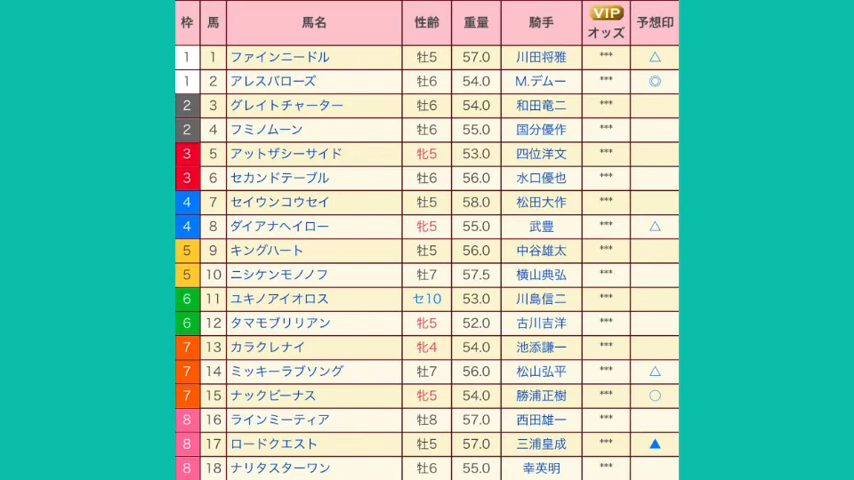 枠 馬 馬名 性齢 重量 騎手 VIP オッズ 予想印
1 1 ファインニードル 牡5 57.0 川田将雅 *** △
1 2 アレスバローズ 牡6 54.0 M.デムー *** ◎
2 3 グレイトチャーター 牡6 54.0 和田竜二 ***
2 4 フミノムーン 牡6 55.0 国分優作 ***
3 5 アットザシーサイド 牝5 53.0 四位洋文 ***
3 6 セカンドテーブル 牡6 56.0 水口優也 ***
4 7 セイウンコウセイ 牡5 58.0 松田大作 ***
4 8 ダイアナヘイロー 牝5 55.0 武豊 *** △
5 9 キングハート 牡5 56.0 中谷雄太 ***
5 10 ニシケンモノノフ 牡7 57.5 横山典弘 ***
6 11 ユキノアイオロス セ10 53.0 川島信二 ***
6 12 タマモブリリアン 牝5 52.0 古川吉洋 ***
7 13 カラクレナイ 牝4 54.0 池添謙一 ***
7 14 ミッキーラブソング 牡7 56.0 松山弘平 *** △
7 15 ナックビーナス 牝5 54.0 勝浦正樹 *** ○
8 16 ラインミーティア 牡8 57.0 西田雄一 ***
8 17 ロードクエスト 牡5 57.0 三浦皇成 *** ▲
8 18 ナリタスターワン 牡6 55.0 幸英明 ***